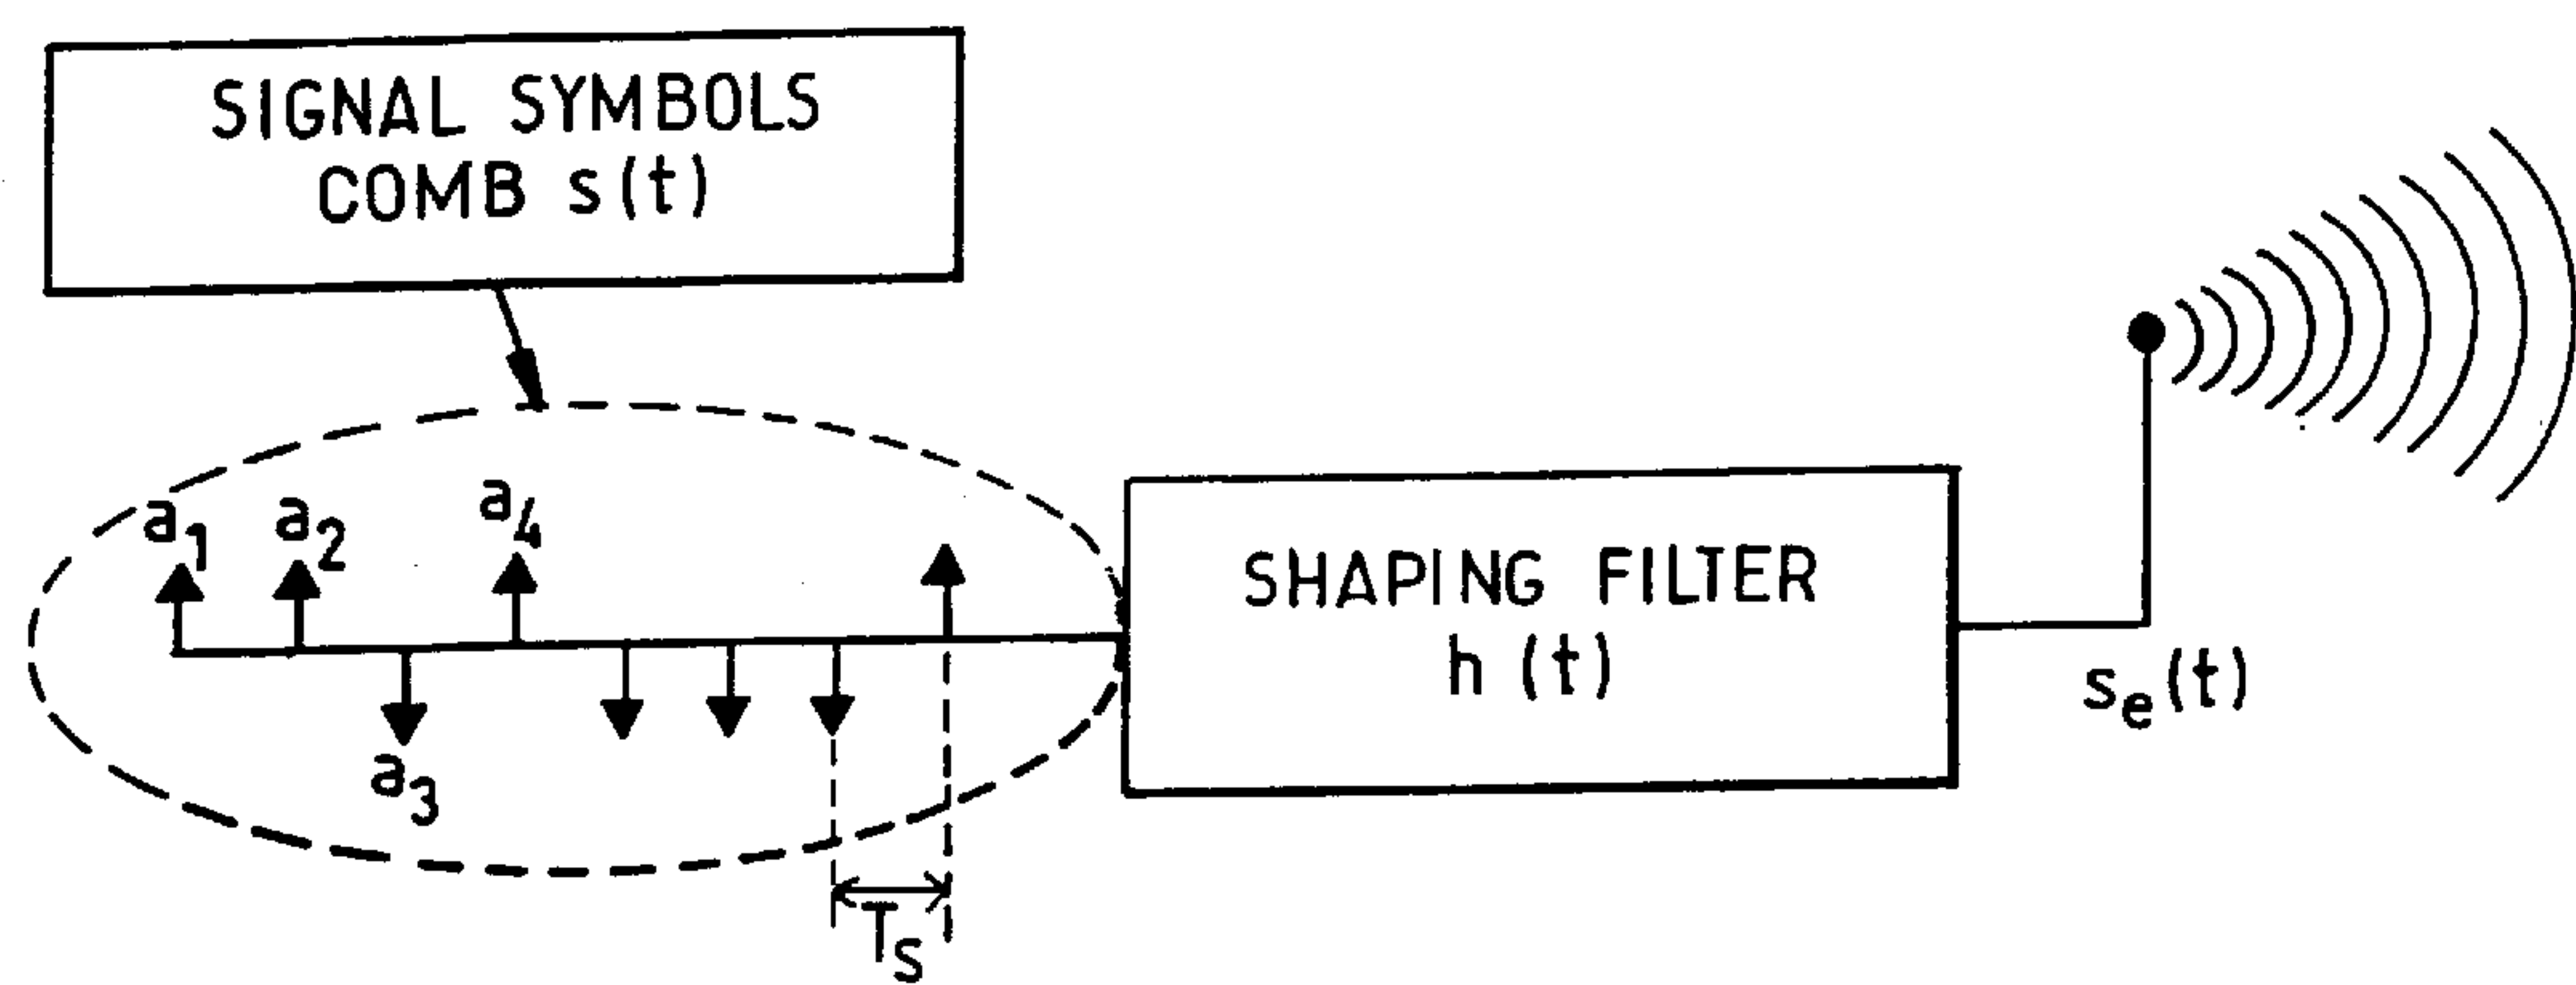 SIGNAL SYMBOLS
COMB s(t)
a1 a2 a4
a3
Ts
SHAPING FILTER
h (t)
se(t)